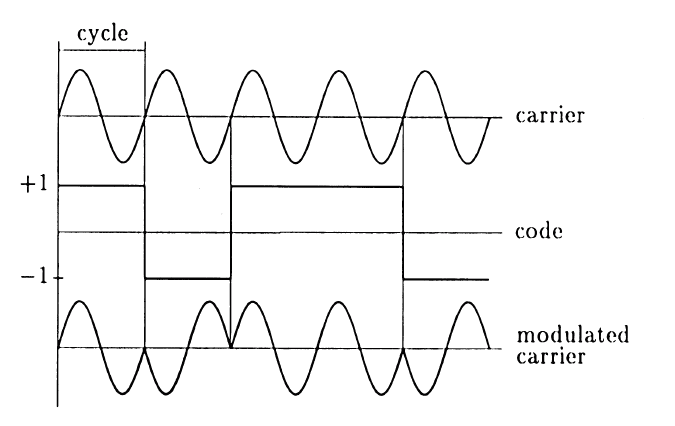 cycle
carrier
+1
code
−1
modulated
carrier